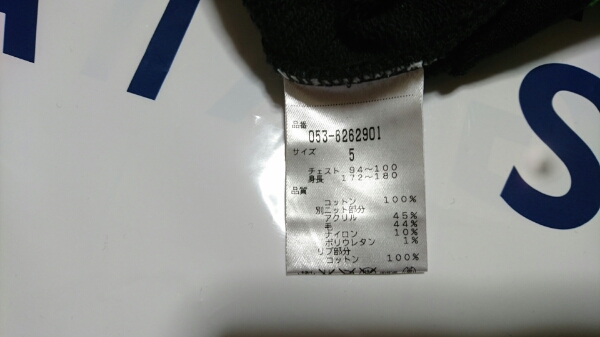 品番
053-6262901
サイズ
5
チェスト 94〜100
身長 172〜180
品質
コットン 100%
別ニット部分
アクリル 45%
毛 44%
ナイロン 10%
ポリウレタン 1%
リブ部分
コットン 100%
S